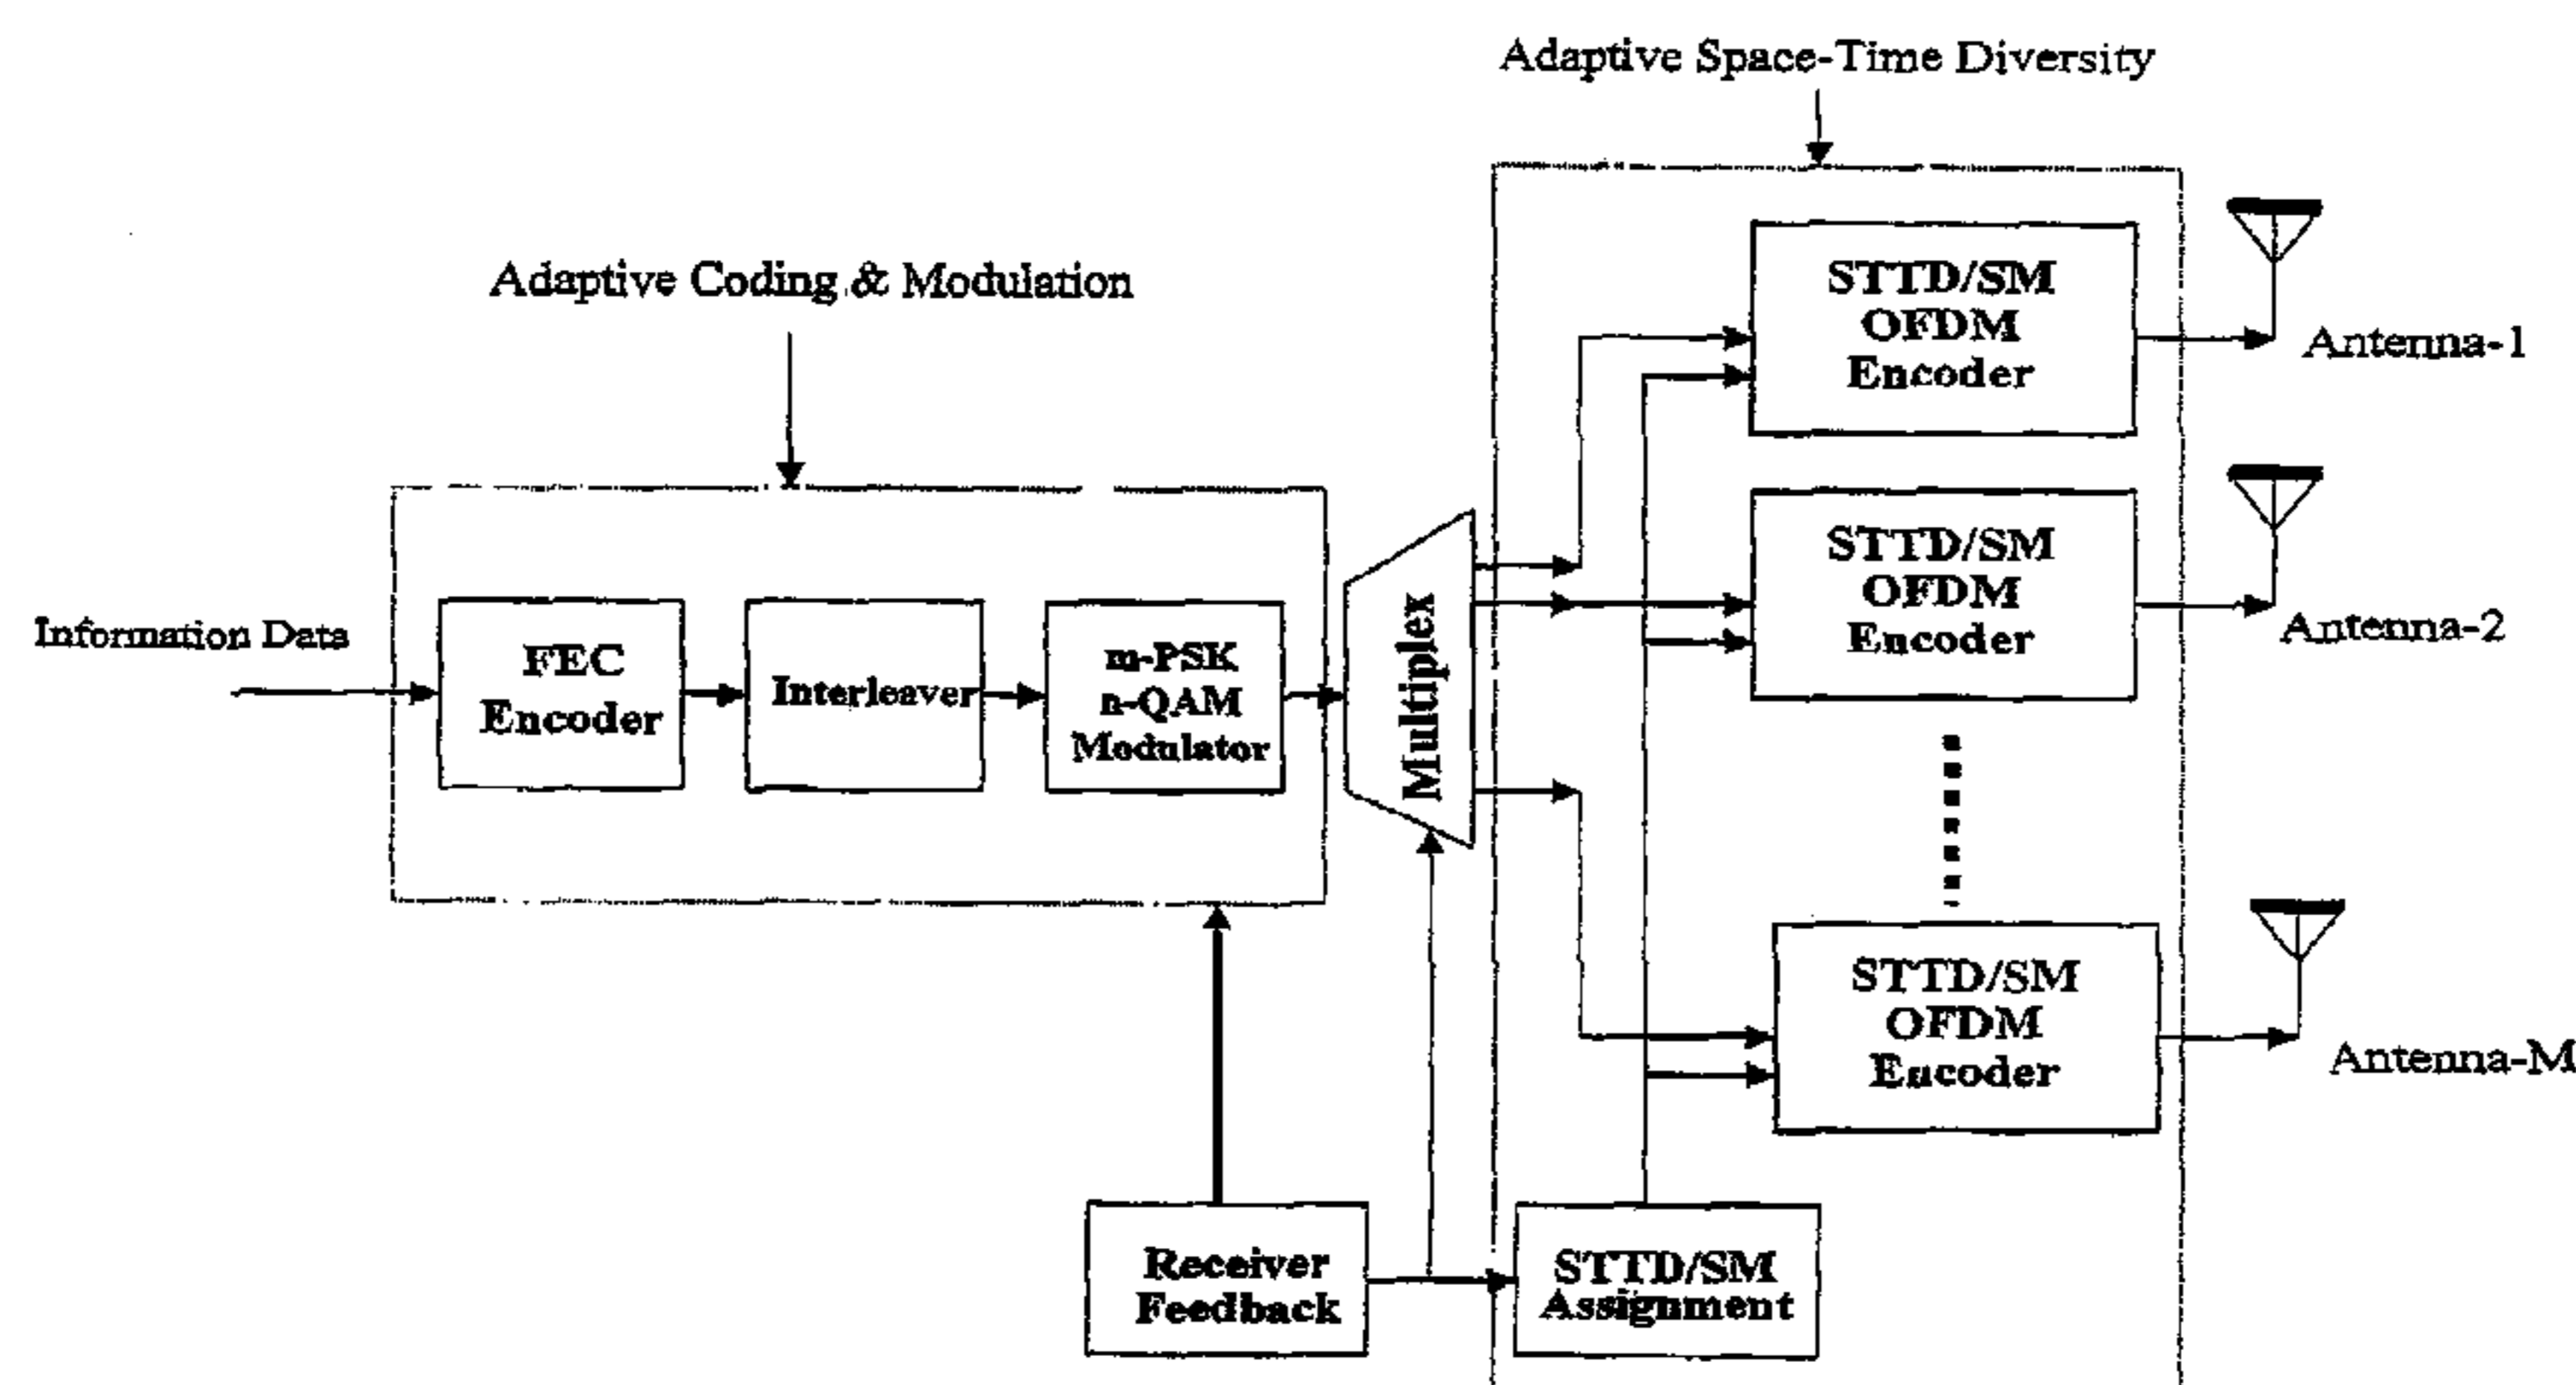 Adaptive Space-Time Diversity
Adaptive Coding & Modulation
STTD/SM
OFDM
Encoder
Antenna-1
STTD/SM
OFDM
Encoder
Antenna-2
Information Data
FEC
Encoder
Interleaver
m-PSK
n-QAM
Modulator
Multiplex
STTD/SM
OFDM
Encoder
Antenna-M
Receiver
Feedback
STTD/SM
Assignment